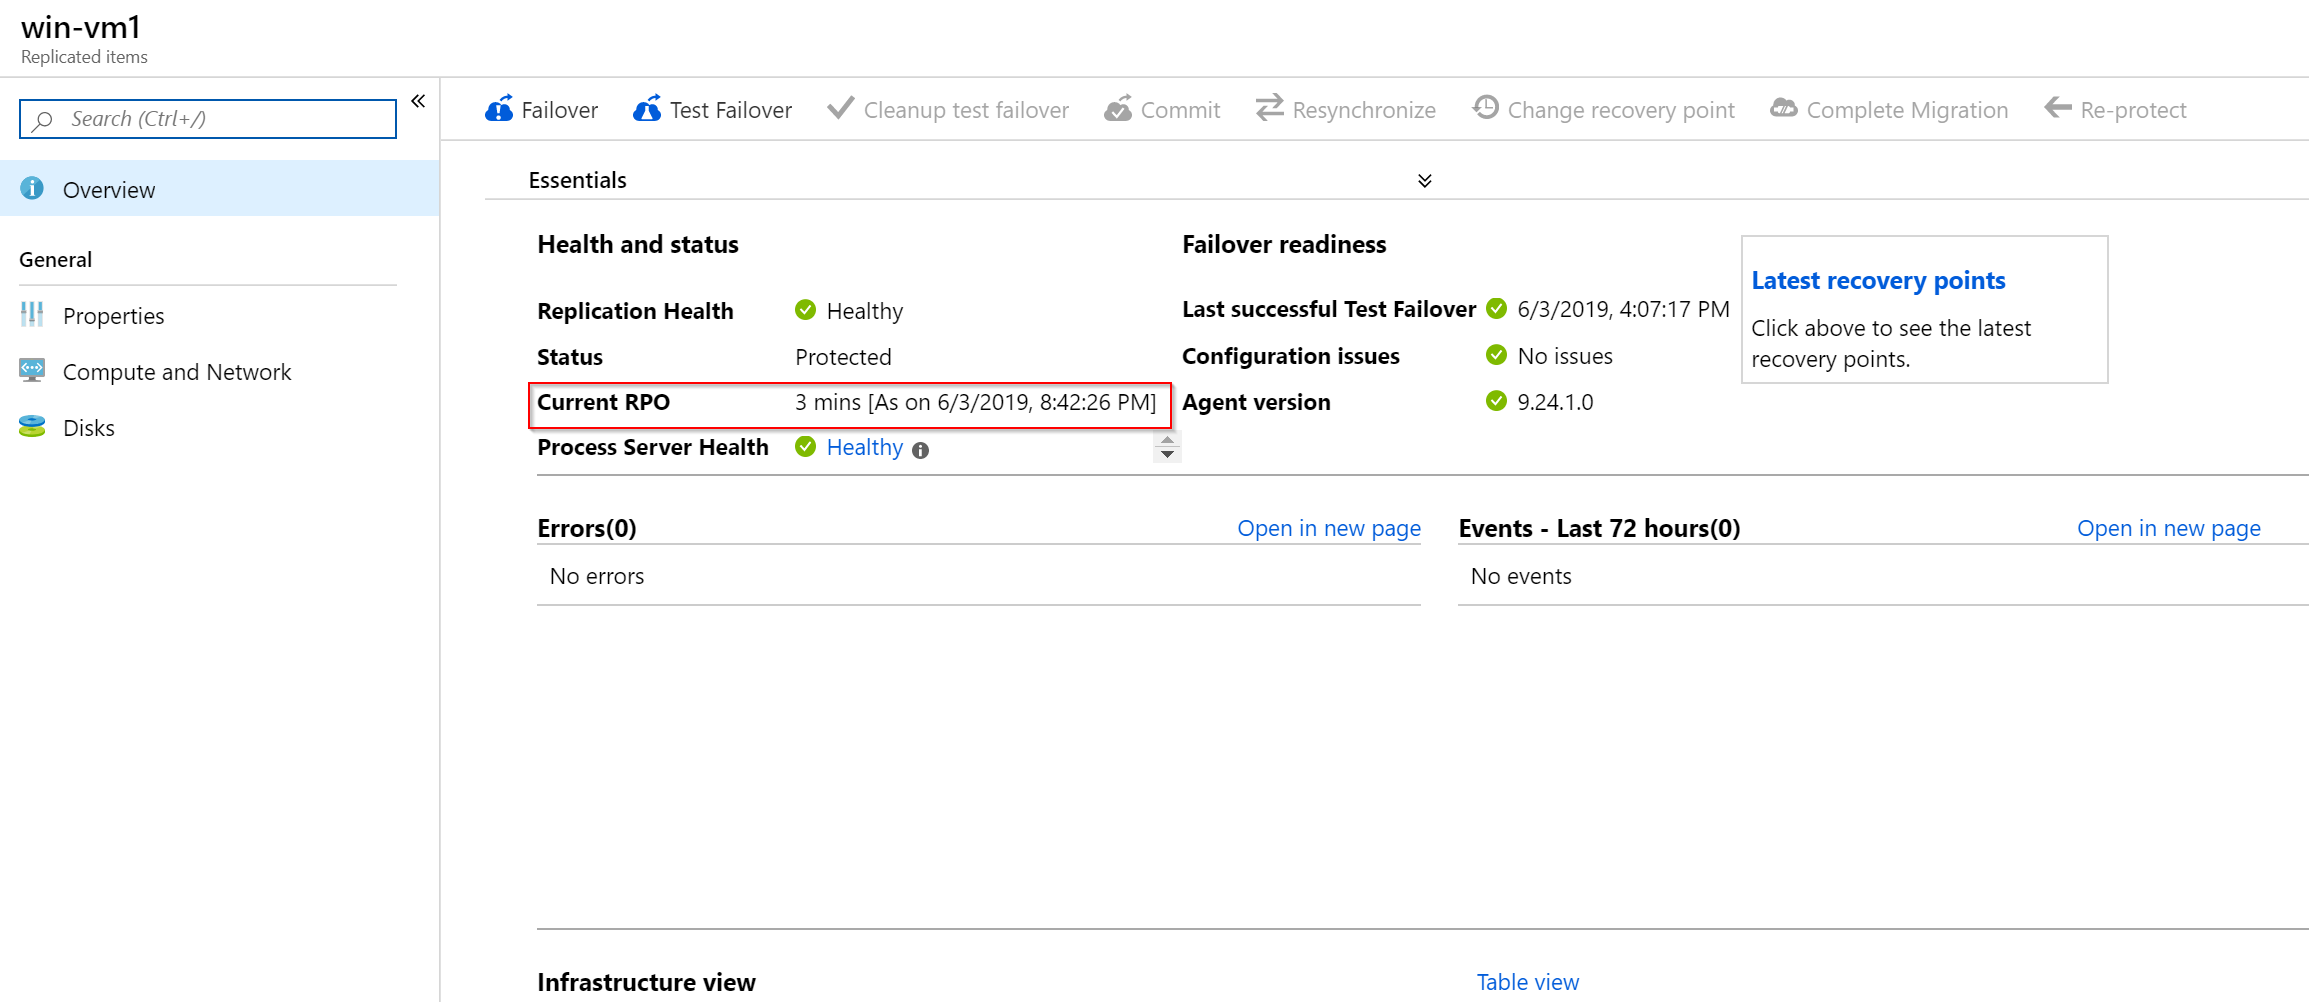 win-vm1
Replicated items
Search (Ctrl+/)
Overview
General
Properties
Compute and Network
Disks
Failover Test Failover Cleanup test failover Commit Resynchronize Change recovery point Complete Migration Re-protect
Essentials
Health and status
Replication Health Healthy
Status Protected
Current RPO 3 mins [As on 6/3/2019, 8:42:26 PM]
Process Server Health Healthy
Failover readiness
Last successful Test Failover 6/3/2019, 4:07:17 PM
Configuration issues No issues
Agent version 9.24.1.0
Latest recovery points
Click above to see the latest
recovery points.
Errors(0) Open in new page
No errors
Events - Last 72 hours(0) Open in new page
No events
Infrastructure view Table view